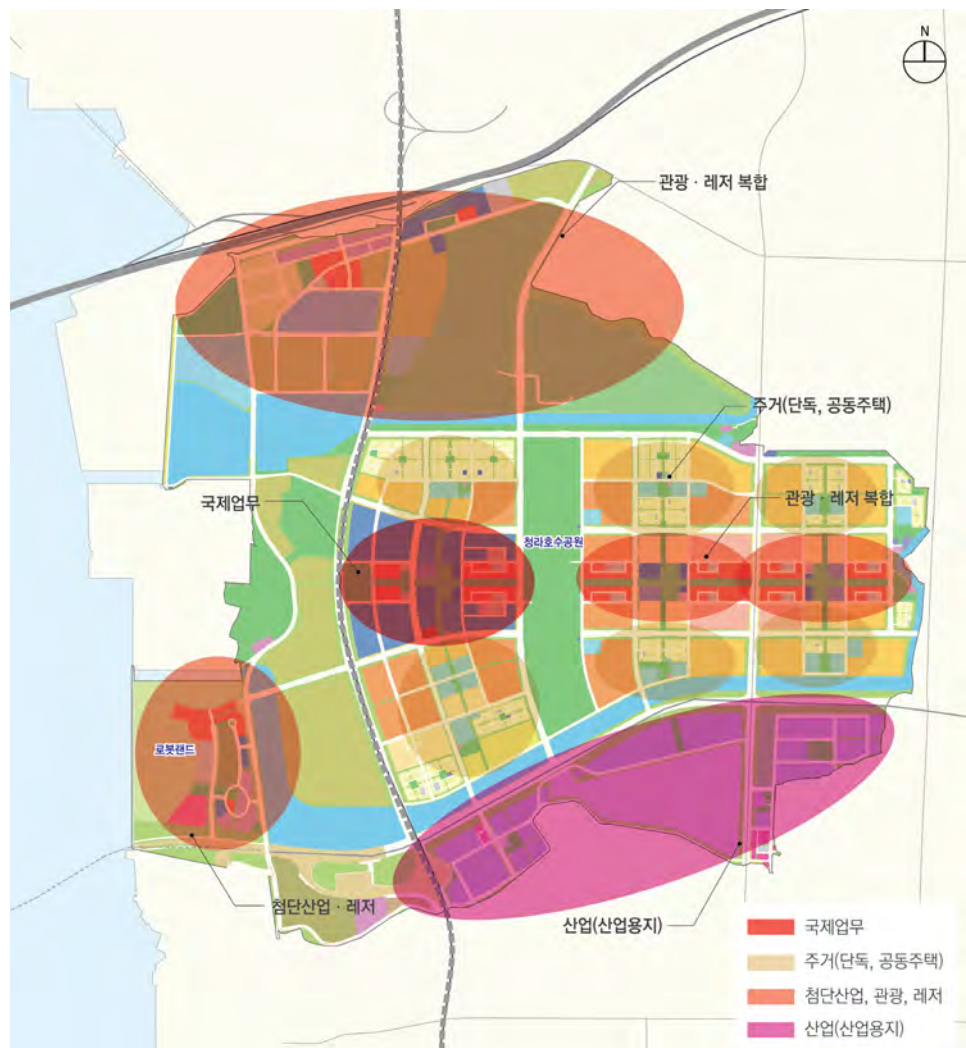 N
관광 · 레저 복합
주거(단독, 공동주택)
국제업무
관광 · 레저 복합
청라호수공원
로봇랜드
첨단산업 · 레저
산업(산업용지)
국제업무
주거(단독, 공동주택)
첨단산업, 관광, 레저
산업(산업용지)